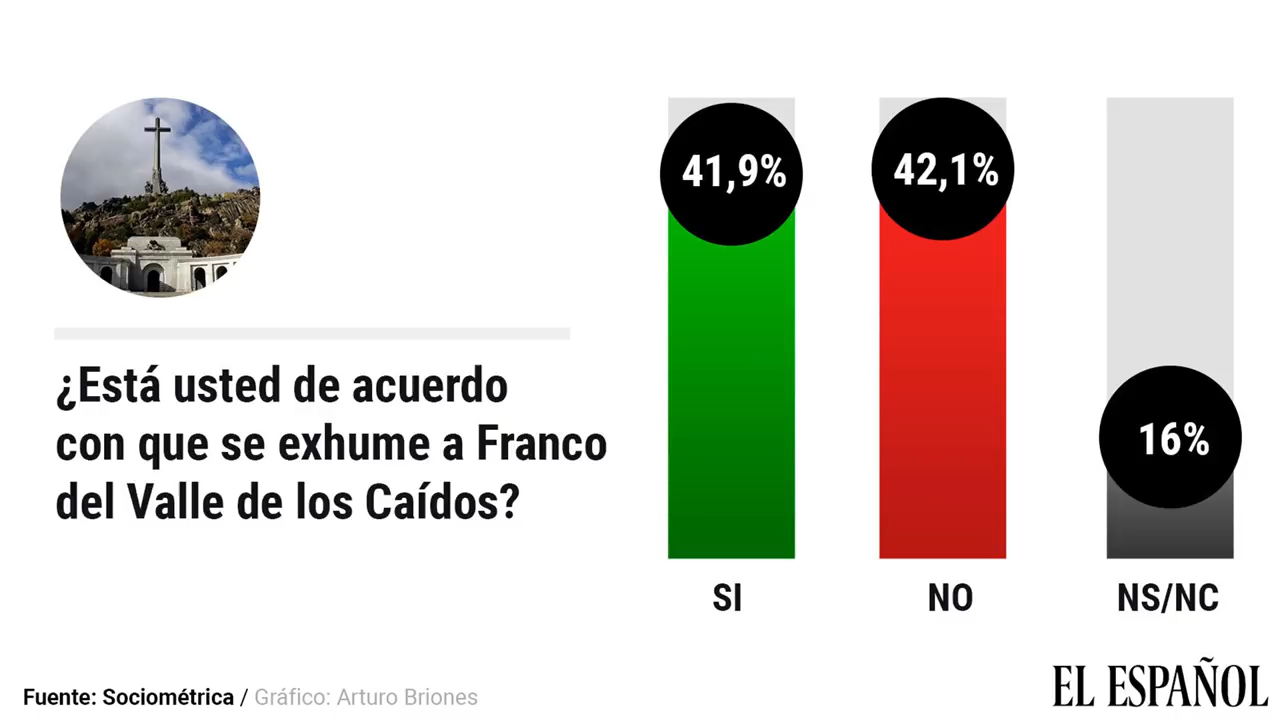 ¿Está usted de acuerdo
con que se exhume a Franco
del Valle de los Caídos?
41,9%
42,1%
16%
SI
NO
NS/NC
Fuente: Sociométrica / Gráfico: Arturo Briones
EL ESPAÑOL